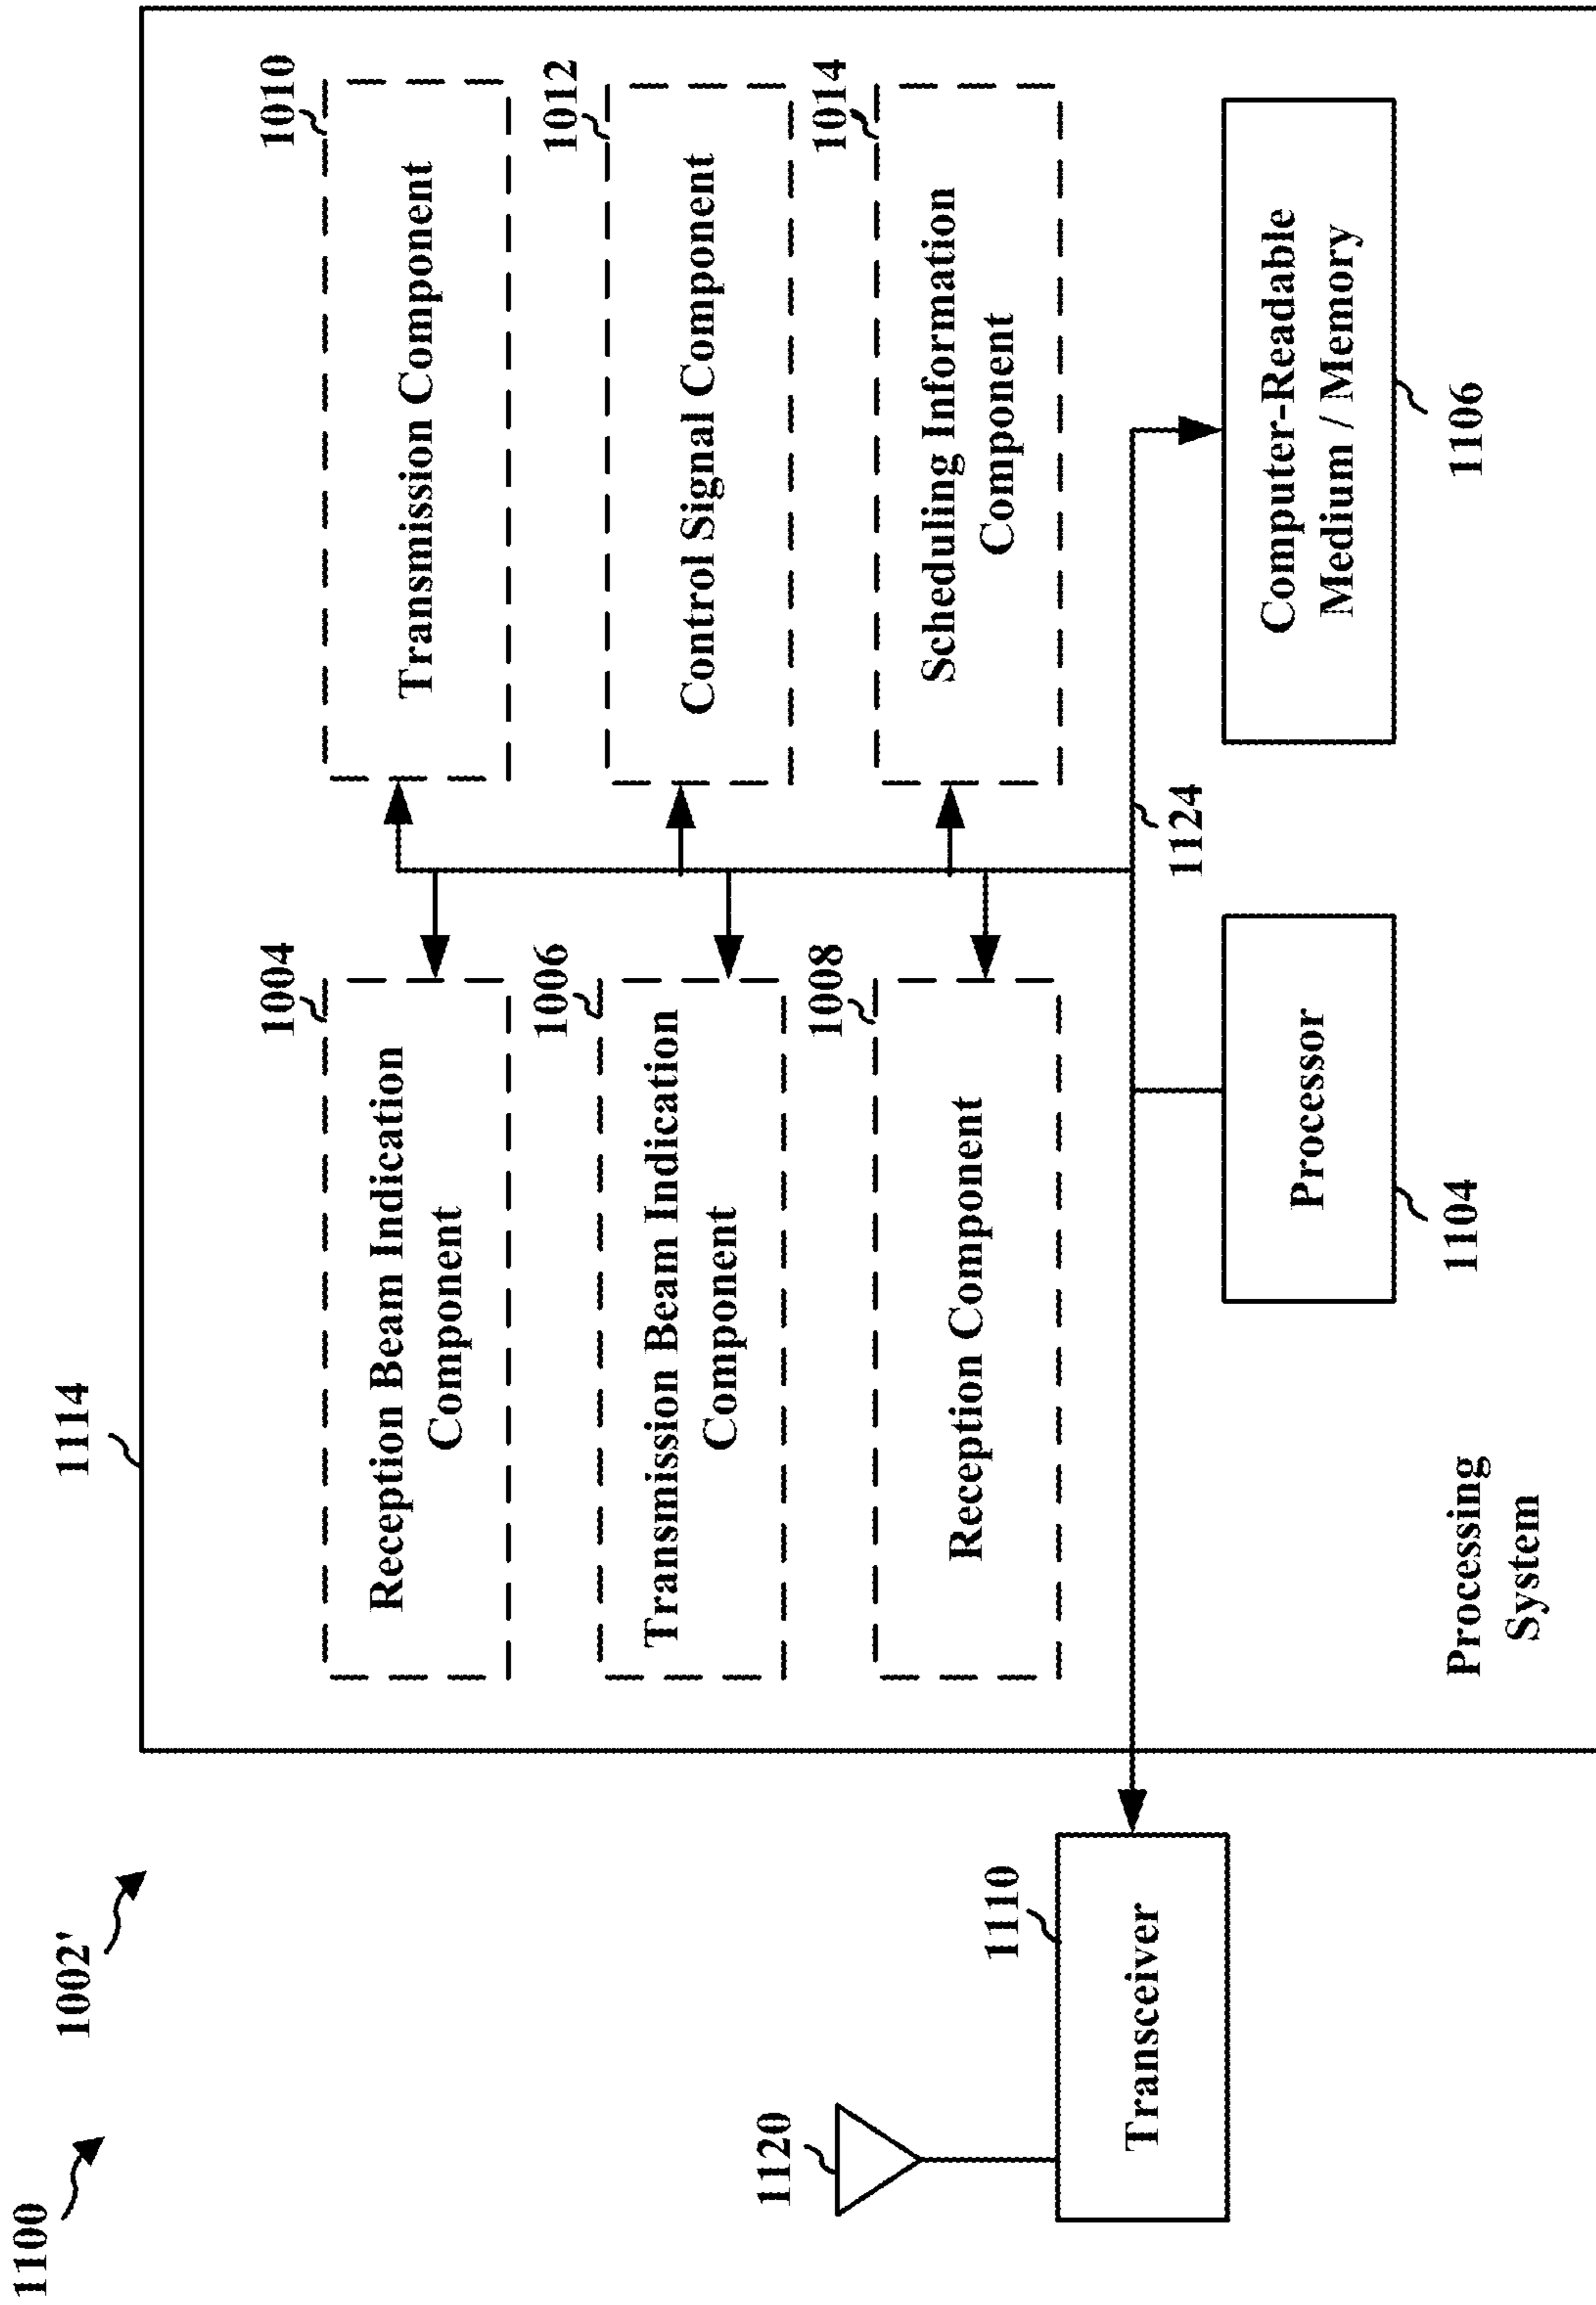 1100
1002'
1114
1004
Reception Beam Indication
Component
1010
Transmission Component
1006
Transmission Beam Indication
Component
1012
Control Signal Component
1008
Reception Component
1014
Scheduling Information
Component
1120
1110
Transceiver
1124
Processor
1104
Computer-Readable
Medium / Memory
1106
Processing
System